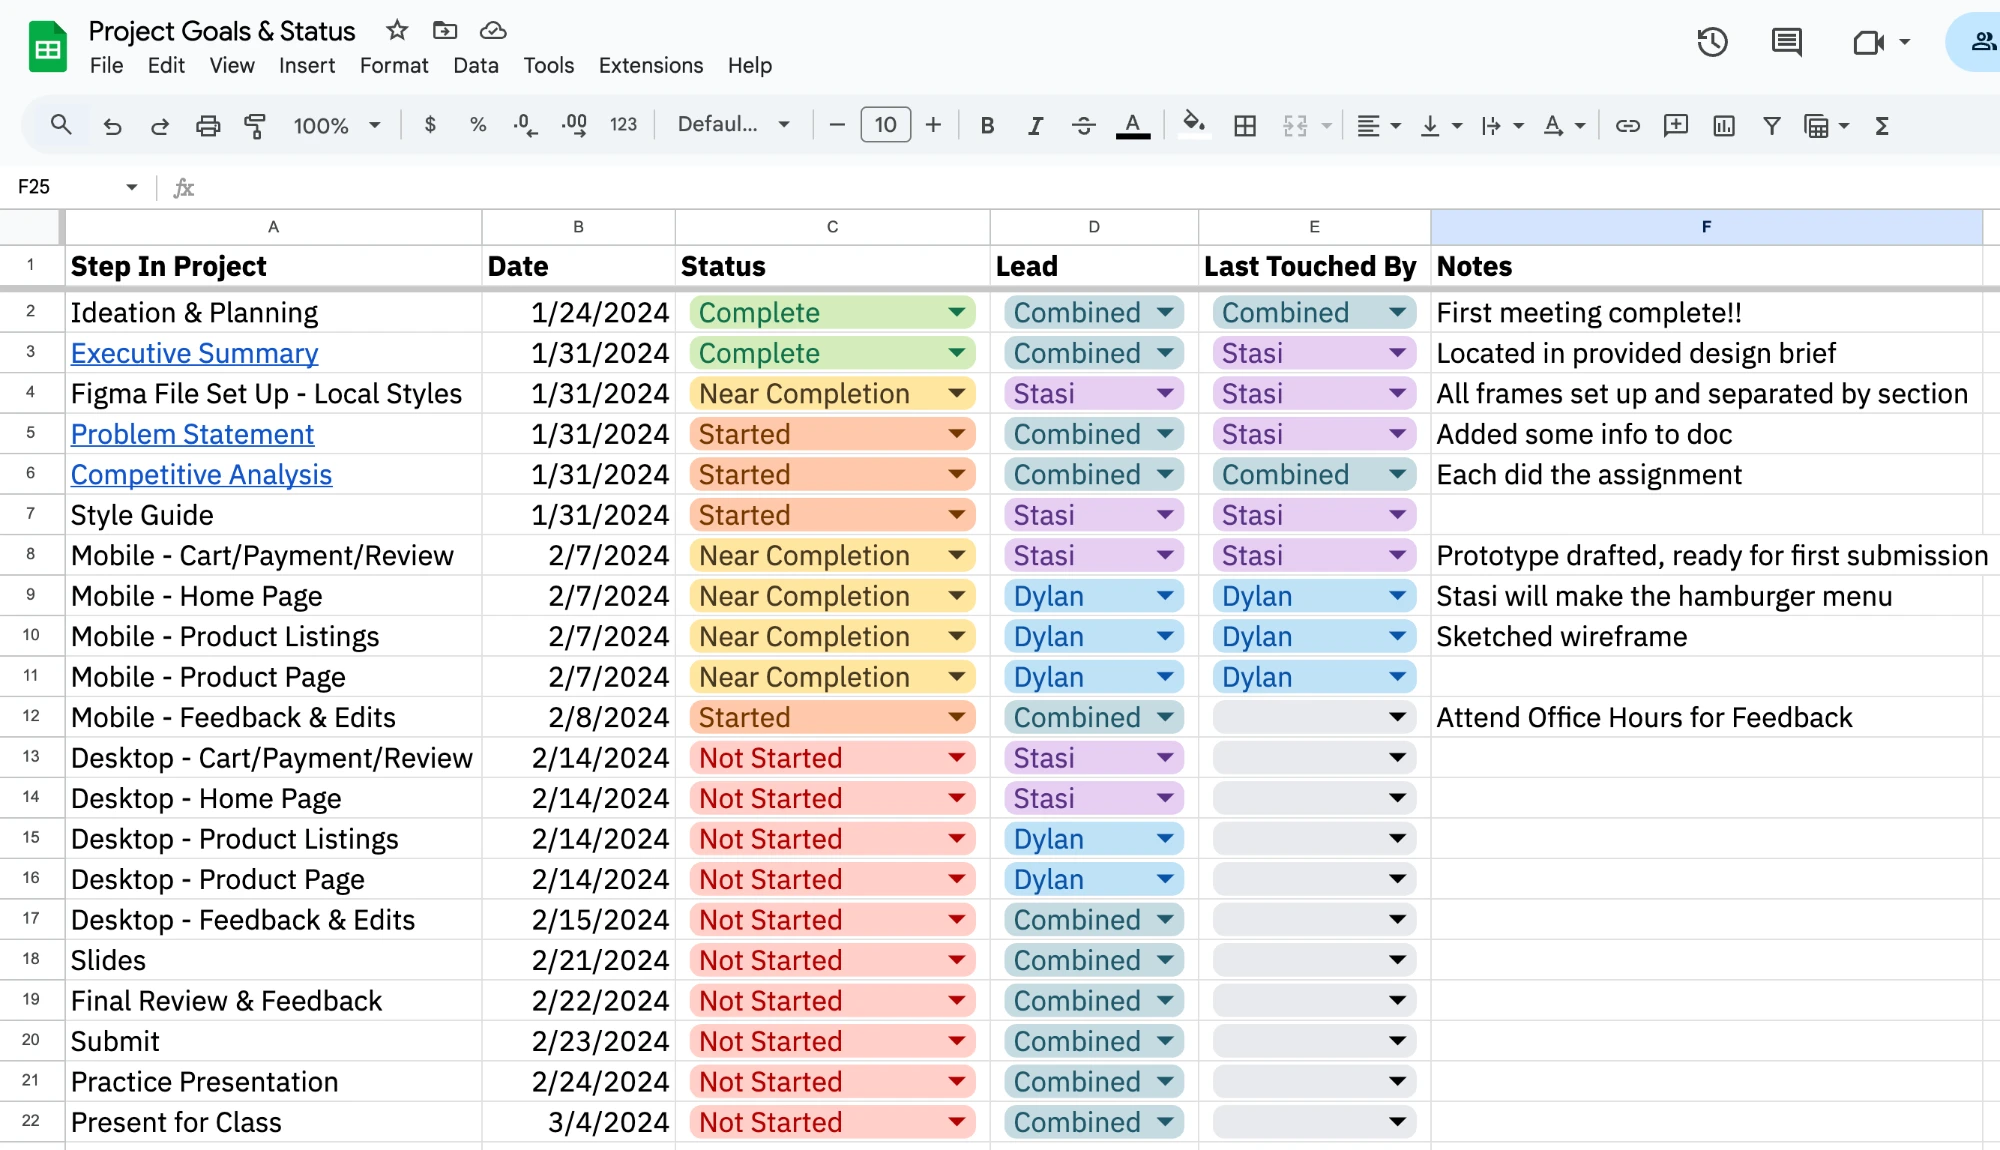 Project Goals & Status
File Edit View Insert Format Data Tools Extensions Help
100% $ % .0 .00 123 Defaul... 10 B I S A A Σ
F25 fx
A B C D E F
1 Step In Project Date Status Lead Last Touched By Notes
2 Ideation & Planning 1/24/2024 Complete Combined Combined First meeting complete!!
3 Executive Summary 1/31/2024 Complete Combined Stasi Located in provided design brief
4 Figma File Set Up - Local Styles 1/31/2024 Near Completion Stasi Stasi All frames set up and separated by section
5 Problem Statement 1/31/2024 Started Combined Stasi Added some info to doc
6 Competitive Analysis 1/31/2024 Started Combined Combined Each did the assignment
7 Style Guide 1/31/2024 Started Stasi Stasi
8 Mobile - Cart/Payment/Review 2/7/2024 Near Completion Stasi Stasi Prototype drafted, ready for first submission
9 Mobile - Home Page 2/7/2024 Near Completion Dylan Dylan Stasi will make the hamburger menu
10 Mobile - Product Listings 2/7/2024 Near Completion Dylan Dylan Sketched wireframe
11 Mobile - Product Page 2/7/2024 Near Completion Dylan Dylan
12 Mobile - Feedback & Edits 2/8/2024 Started Combined Attend Office Hours for Feedback
13 Desktop - Cart/Payment/Review 2/14/2024 Not Started Stasi
14 Desktop - Home Page 2/14/2024 Not Started Stasi
15 Desktop - Product Listings 2/14/2024 Not Started Dylan
16 Desktop - Product Page 2/14/2024 Not Started Dylan
17 Desktop - Feedback & Edits 2/15/2024 Not Started Combined
18 Slides 2/21/2024 Not Started Combined
19 Final Review & Feedback 2/22/2024 Not Started Combined
20 Submit 2/23/2024 Not Started Combined
21 Practice Presentation 2/24/2024 Not Started Combined
22 Present for Class 3/4/2024 Not Started Combined